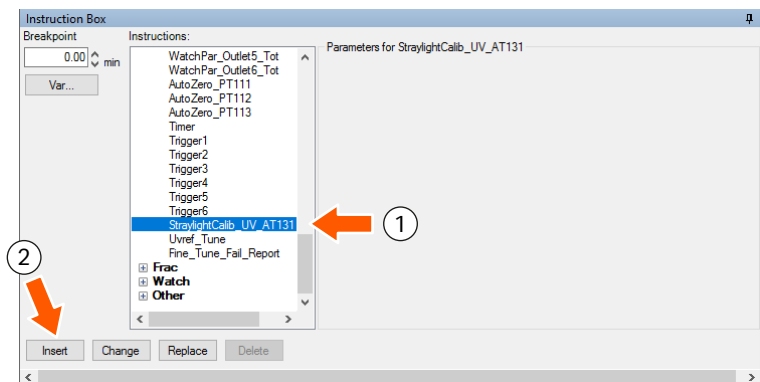 Instruction Box
Breakpoint
Instructions:
Parameters for StraylightCalib_UV_AT131
0.00
min
Var...
WatchPar_Outlet5_Tot
WatchPar_Outlet6_Tot
AutoZero_PT111
AutoZero_PT112
AutoZero_PT113
Timer
Trigger1
Trigger2
Trigger3
Trigger4
Trigger5
Trigger6
StraylightCalib_UV_AT131
Uvref_Tune
Fine_Tune_Fail_Report
Frac
Watch
Other
1
2
Insert
Change
Replace
Delete